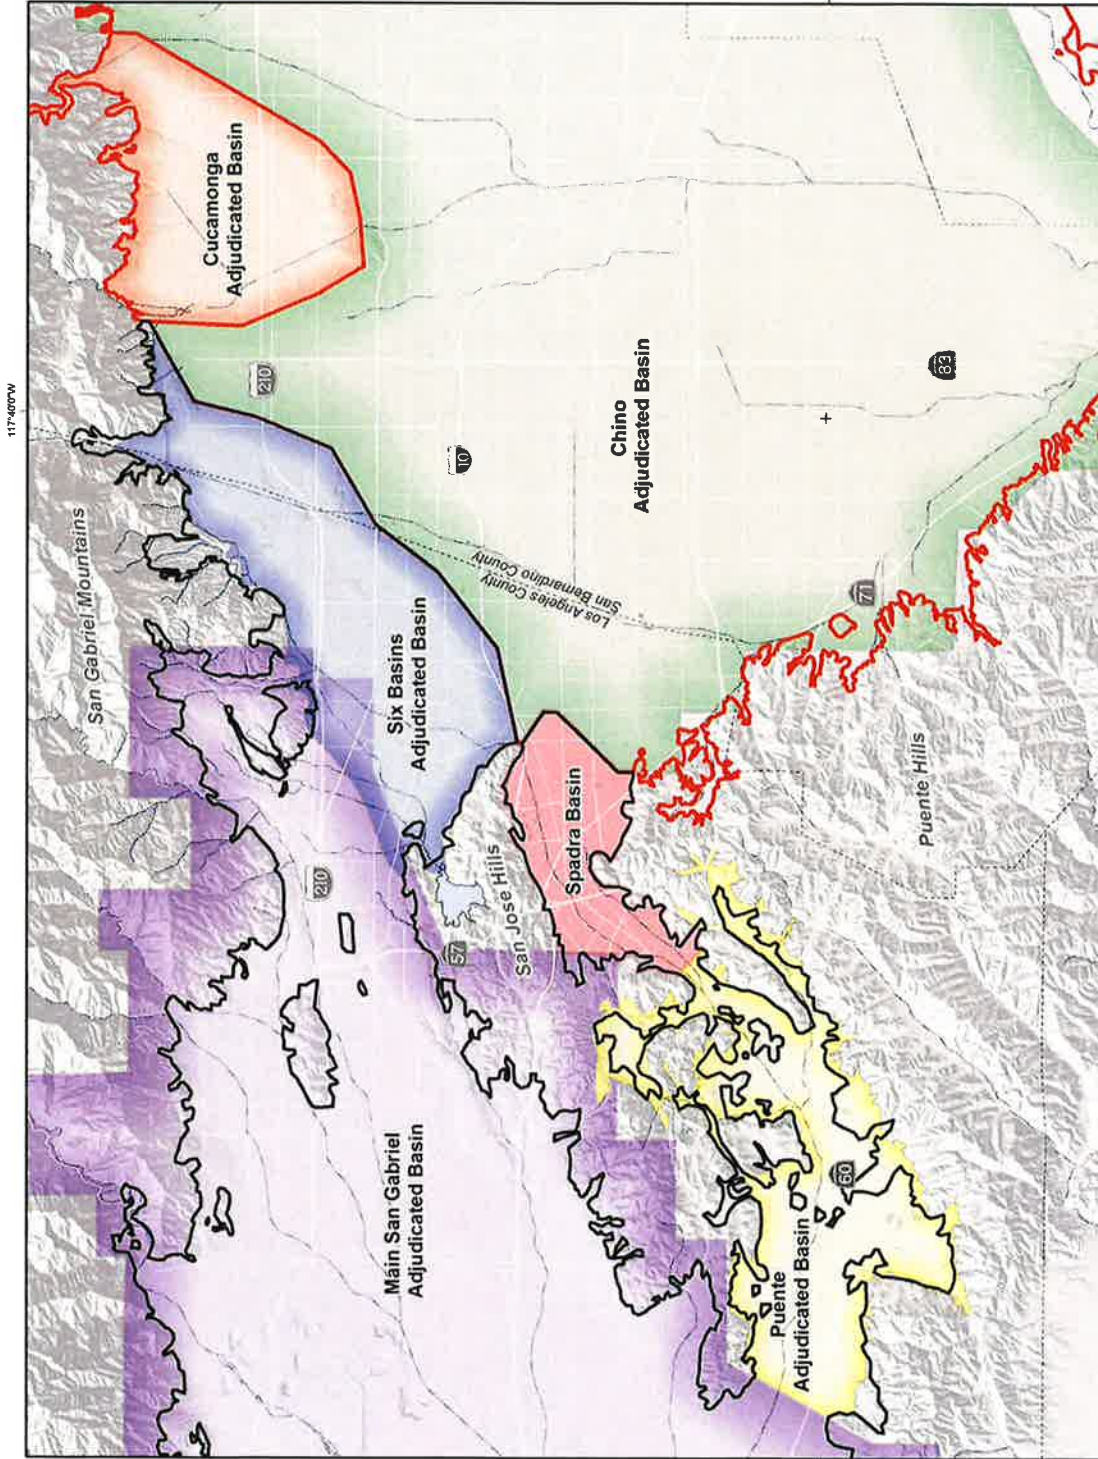 117°40'0"W
San Gabriel Mountains
Cucamonga
Adjudicated Basin
210
10
Six Basins
Adjudicated Basin
Los Angeles County
San Bernardino County
Chino
Adjudicated Basin
83
71
210
Main San Gabriel
Adjudicated Basin
57
San Jose Hills
Spadra Basin
Puente Hills
60
Puente
Adjudicated Basin